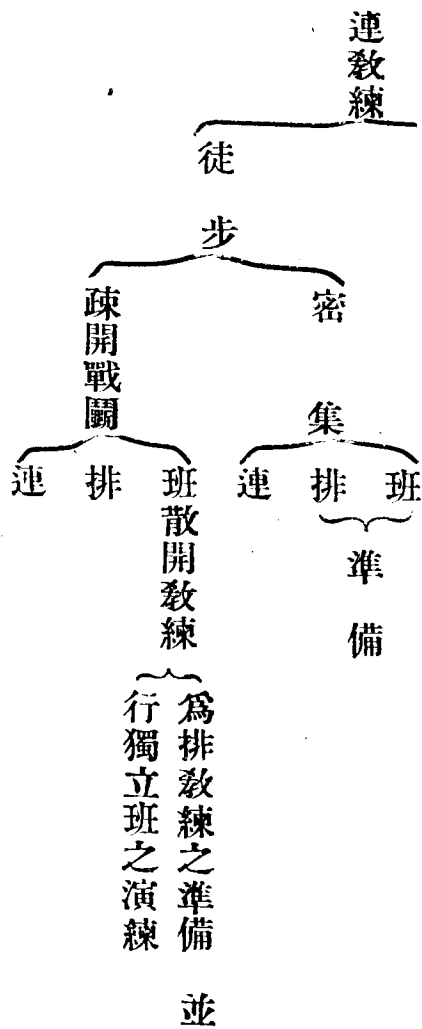 連教練
徒步
密集
班
排
連
準備
疎開戰鬪
班散開教練
排
連
為排教練之準備 並
行獨立班之演練